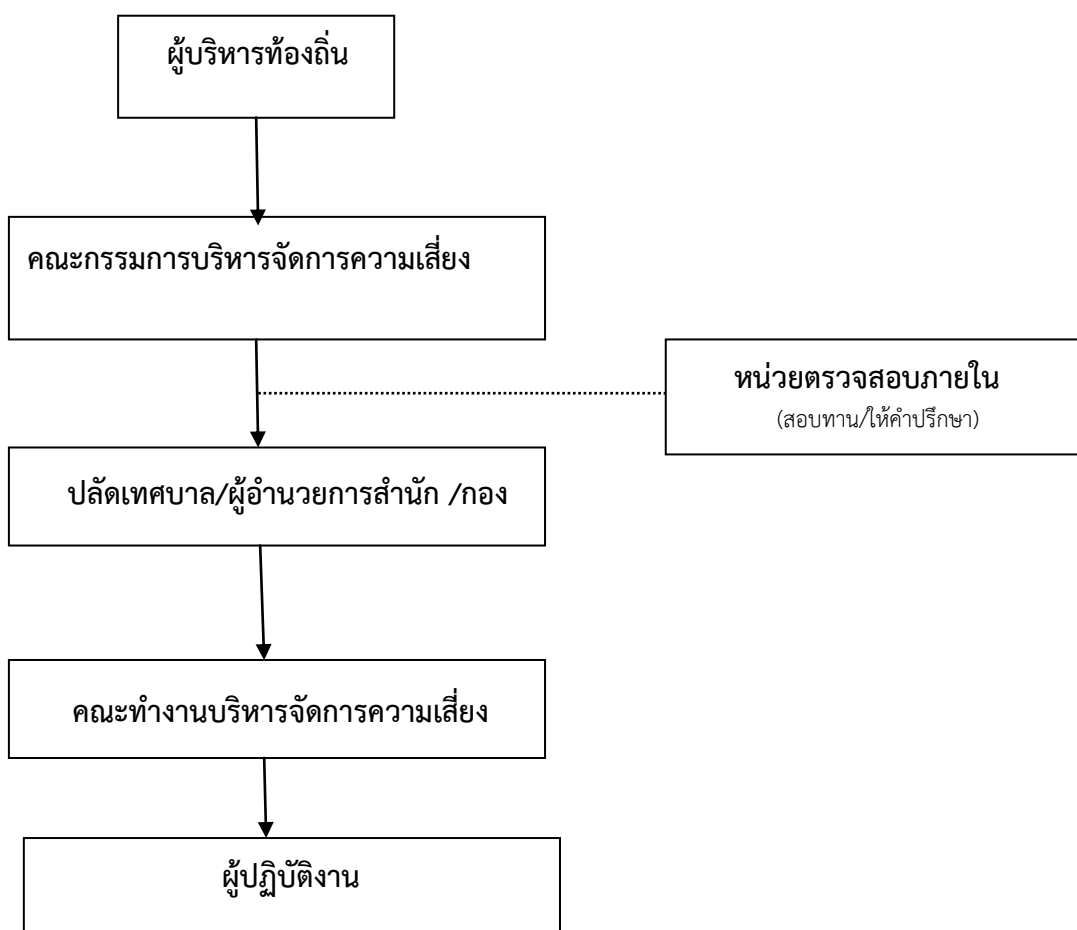 ผู้บริหารท้องถิ่น
คณะกรรมการบริหารจัดการความเสี่ยง
หน่วยตรวจสอบภายใน
(สอบทาน/ให้คำปรึกษา)
ปลัดเทศบาล/ผู้อำนวยการสำนัก /กอง
คณะทำงานบริหารจัดการความเสี่ยง
ผู้ปฏิบัติงาน